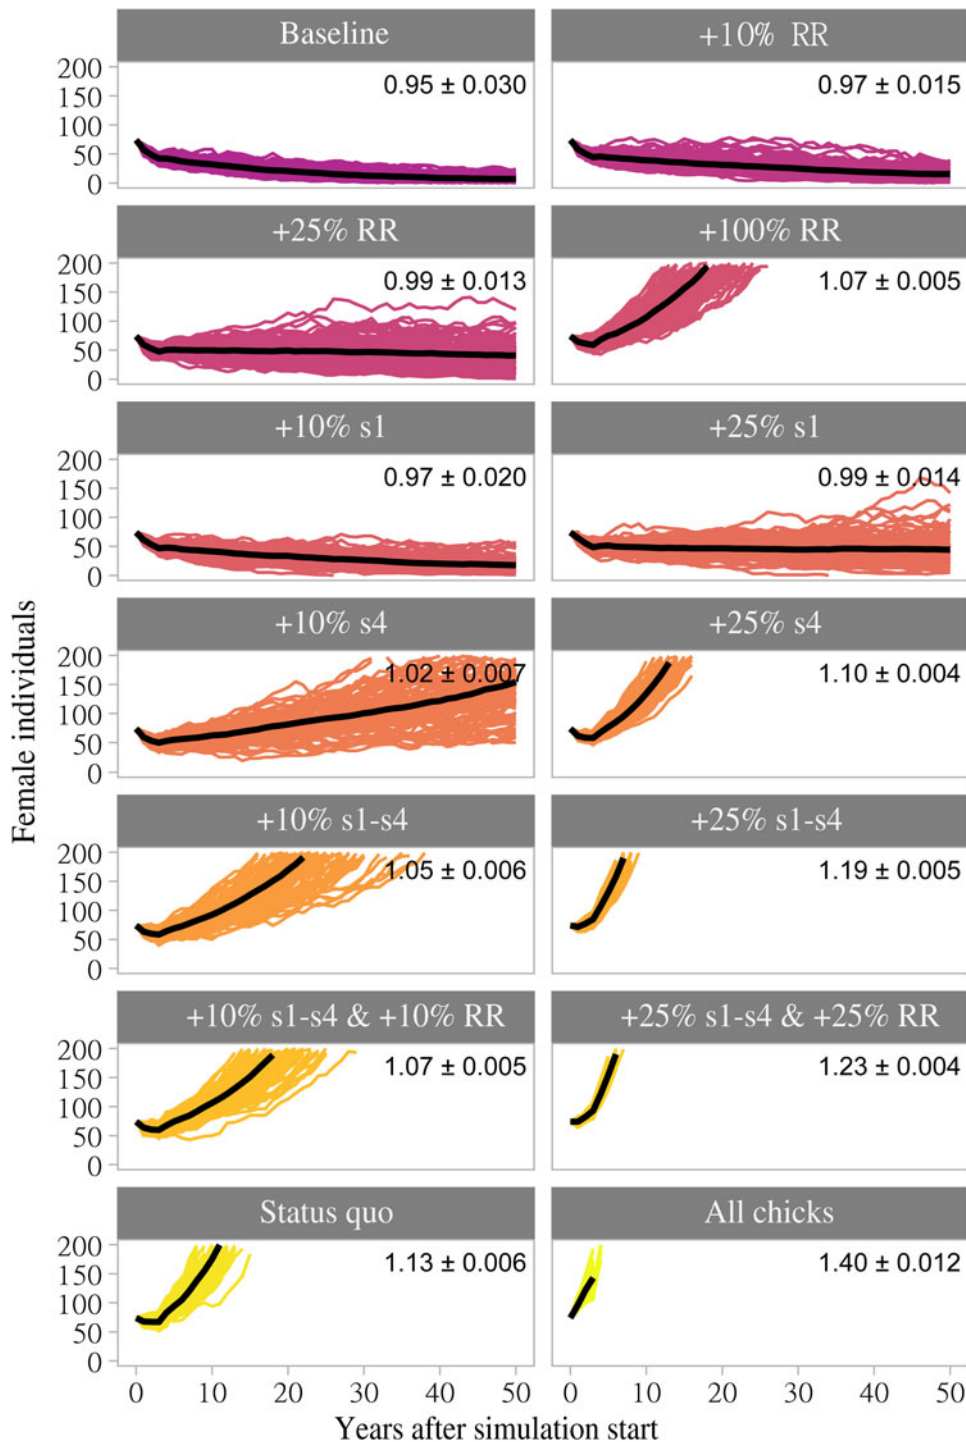 Baseline
+10% RR
200
150
100
50
0
0.95 ± 0.030
0.97 ± 0.015
+25% RR
+100% RR
200
150
100
50
0
0.99 ± 0.013
1.07 ± 0.005
+10% s1
+25% s1
200
150
100
50
0
0.97 ± 0.020
0.99 ± 0.014
+10% s4
+25% s4
200
150
100
50
0
1.02 ± 0.007
1.10 ± 0.004
+10% s1-s4
+25% s1-s4
200
150
100
50
0
1.05 ± 0.006
1.19 ± 0.005
+10% s1-s4 & +10% RR
+25% s1-s4 & +25% RR
200
150
100
50
0
1.07 ± 0.005
1.23 ± 0.004
Status quo
All chicks
200
150
100
50
0
1.13 ± 0.006
1.40 ± 0.012
0 10 20 30 40 50
0 10 20 30 40 50
Female individuals
Years after simulation start